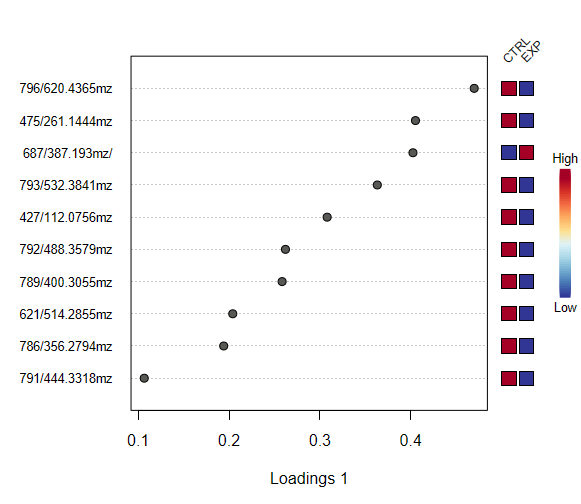 CTRL
EXP
796/620.4365mz
475/261.1444mz
687/387.193mz/
793/532.3841mz
427/112.0756mz
792/488.3579mz
789/400.3055mz
621/514.2855mz
786/356.2794mz
791/444.3318mz
High
Low
0.1 0.2 0.3 0.4
Loadings 1